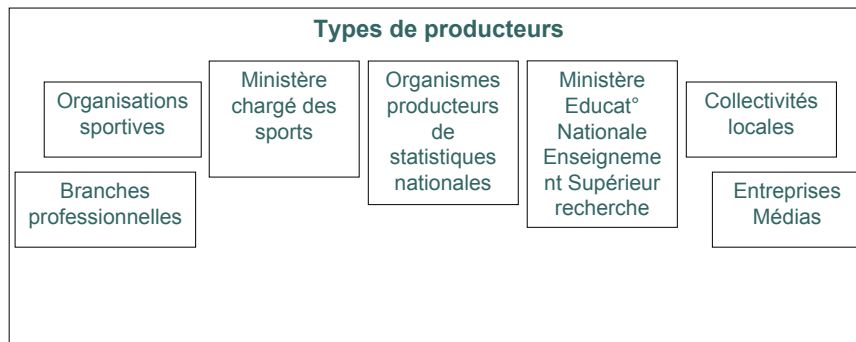 Types de producteurs
Organisations
sportives
Ministère
chargé des
sports
Organismes
producteurs
de
statistiques
nationales
Ministère
Educat°
Nationale
Enseigneme
nt Supérieur
recherche
Collectivités
locales
Branches
professionnelles
Entreprises
Médias